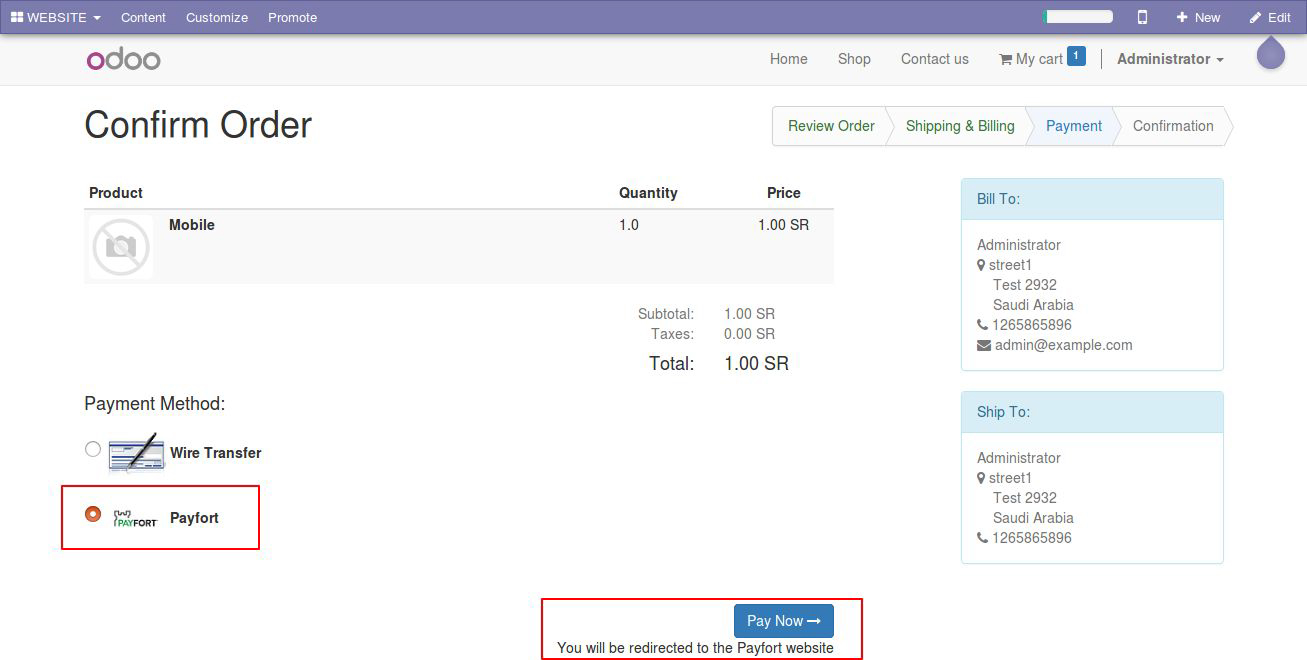 WEBSITE Content Customize Promote New Edit
odoo Home Shop Contact us My cart 1 Administrator
Confirm Order
Review Order Shipping & Billing Payment Confirmation
Product Quantity Price
Mobile 1.0 1.00 SR
Subtotal: 1.00 SR
Taxes: 0.00 SR
Total: 1.00 SR
Payment Method:
Wire Transfer
PAYFORT Payfort
Pay Now
You will be redirected to the Payfort website
Bill To:
Administrator
street1
Test 2932
Saudi Arabia
1265865896
admin@example.com
Ship To:
Administrator
street1
Test 2932
Saudi Arabia
1265865896